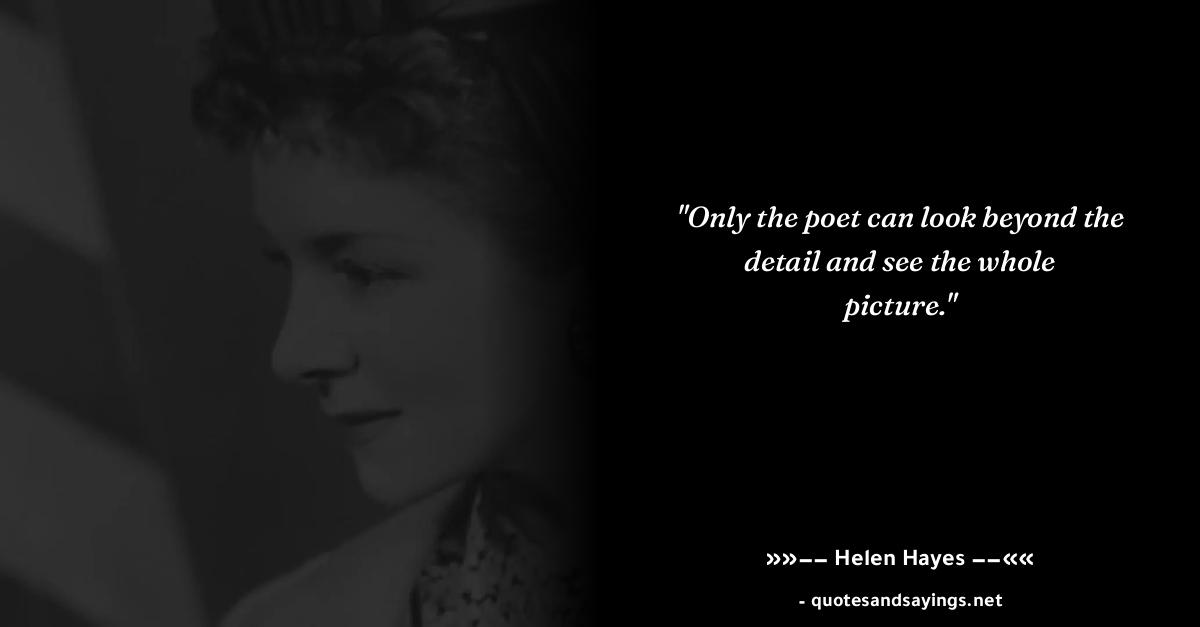 "Only the poet can look beyond the
detail and see the whole
picture."
»»−− Helen Hayes −−««
- quotesandsayings.net